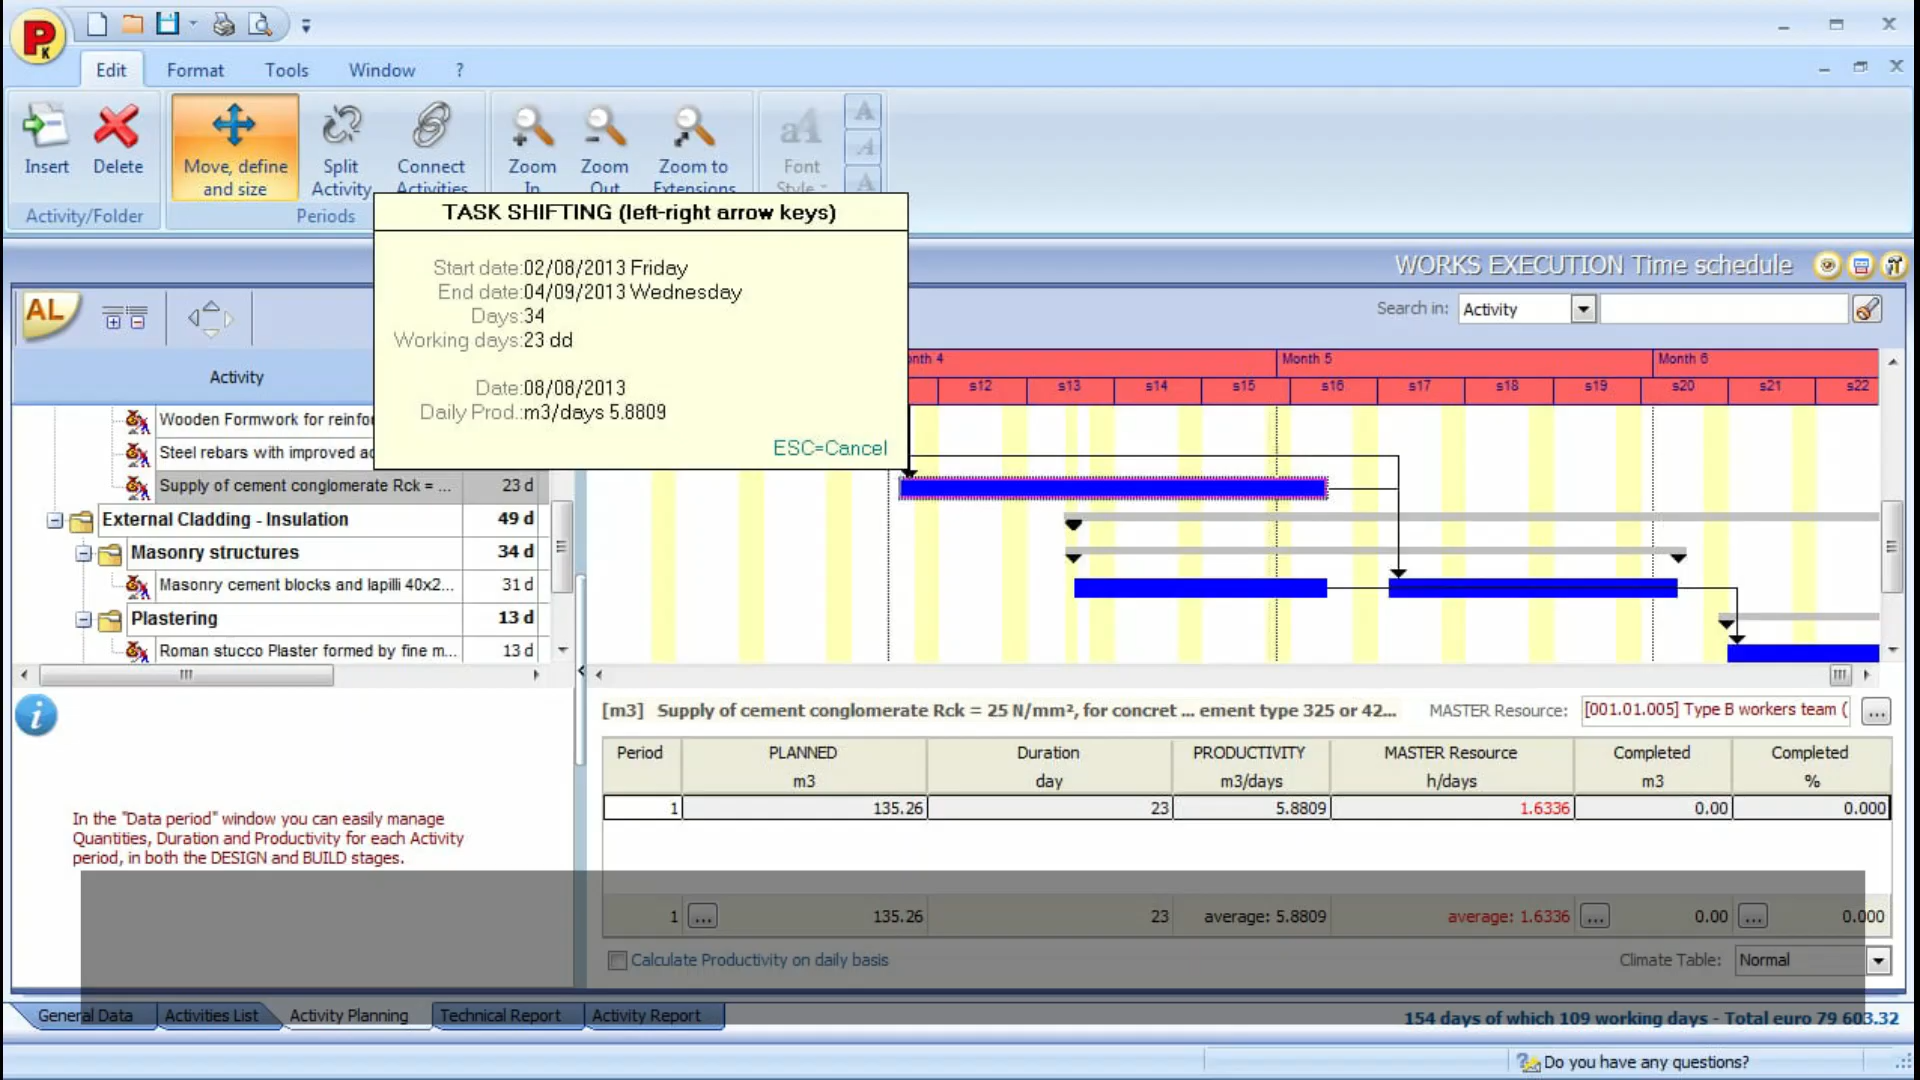 Edit
Format
Tools
Window
?
Insert
Delete
Move, define
and size
Split
Activity
Connect
Activities
Zoom
In
Zoom
Out
Zoom to
Extensions
Font
Style
Activity/Folder
Periods
TASK SHIFTING (left-right arrow keys)
Start date:02/08/2013 Friday
End date:04/09/2013 Wednesday
Days:34
Working days:23 dd
Date:08/08/2013
Daily Prod.:m3/days 5.8809
ESC=Cancel
WORKS EXECUTION Time schedule
AL
Search in:
Activity
Activity
nth 4
Month 5
Month 6
s12
s13
s14
s15
s16
s17
s18
s19
s20
s21
s22
Wooden Formwork for reinfo
Steel rebars with improved a
Supply of cement conglomerate Rck = ...
23 d
External Cladding - Insulation
49 d
Masonry structures
34 d
Masonry cement blocks and lapilli 40x2...
31 d
Plastering
13 d
Roman stucco Plaster formed by fine m...
13 d
[m3] Supply of cement conglomerate Rck = 25 N/mm², for concret ... ement type 325 or 42...
MASTER Resource:
[001.01.005] Type B workers team (
...
Period
PLANNED
m3
Duration
day
PRODUCTIVITY
m3/days
MASTER Resource
h/days
Completed
m3
Completed
%
1
135.26
23
5.8809
1.6336
0.00
0.000
In the "Data period" window you can easily manage
Quantities, Duration and Productivity for each Activity
period, in both the DESIGN and BUILD stages.
1
...
135.26
23
average: 5.8809
average: 1.6336
...
0.00
...
0.000
Calculate Productivity on daily basis
Climate Table:
Normal
General Data
Activities List
Activity Planning
Technical Report
Activity Report
154 days of which 109 working days - Total euro 79 603.32
Do you have any questions?